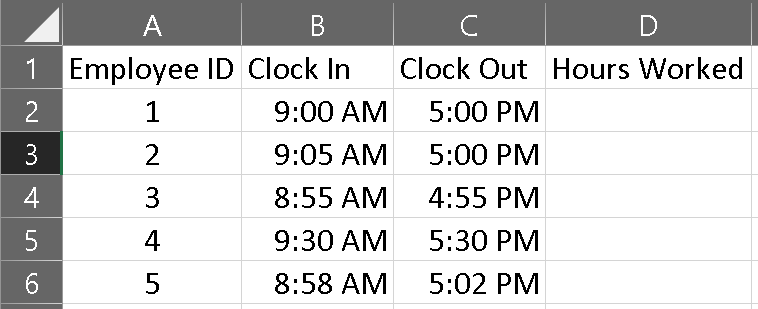 A B C D
1 Employee ID Clock In Clock Out Hours Worked
2 1 9:00 AM 5:00 PM
3 2 9:05 AM 5:00 PM
4 3 8:55 AM 4:55 PM
5 4 9:30 AM 5:30 PM
6 5 8:58 AM 5:02 PM